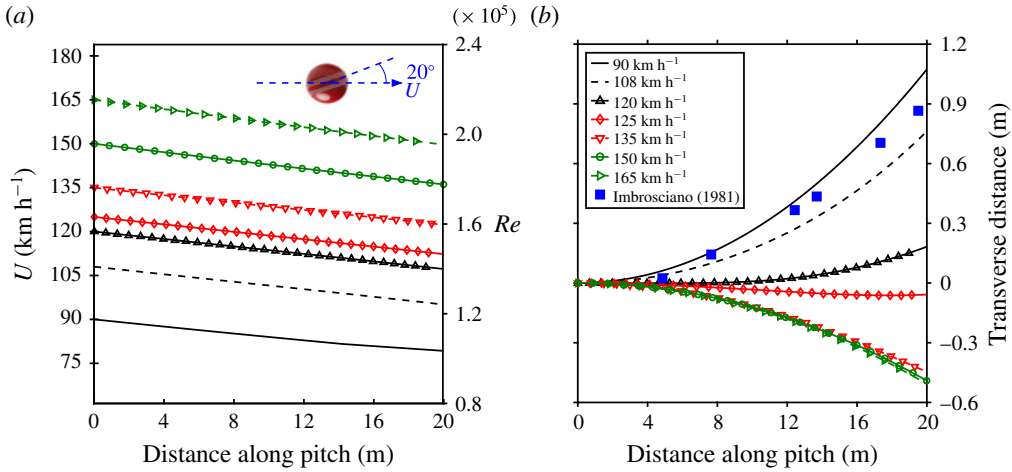 (a)
(× 10⁵)
180
165
150
135
120
105
90
75
U (km h⁻¹)
20°
U
2.4
2.0
1.6
1.2
0.8
Re
0 4 8 12 16 20
Distance along pitch (m)
(b)
90 km h⁻¹
108 km h⁻¹
120 km h⁻¹
125 km h⁻¹
135 km h⁻¹
150 km h⁻¹
165 km h⁻¹
Imbrosciano (1981)
1.2
0.9
0.6
0.3
0
−0.3
−0.6
Transverse distance (m)
0 4 8 12 16 20
Distance along pitch (m)